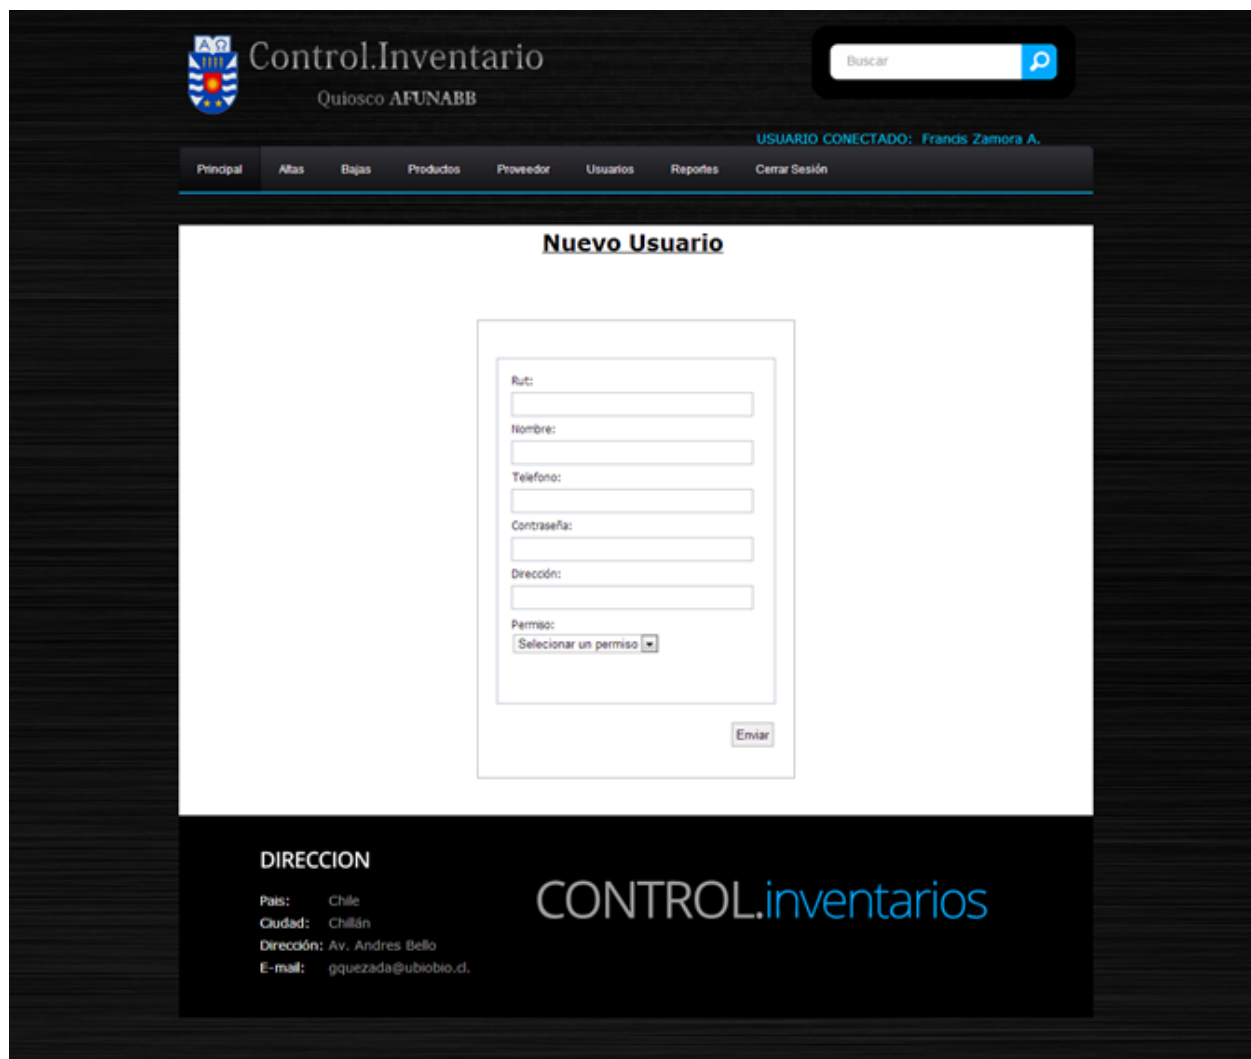 ΑΩ
Control.Inventario
Quiosco AFUNABB
Buscar
USUARIO CONECTADO: Francis Zamora A.
Principal Altas Bajas Productos Proveedor Usuarios Reportes Cerrar Sesión
Nuevo Usuario
Rut:
Nombre:
Telefono:
Contraseña:
Dirección:
Permiso:
Selecionar un permiso
Enviar
DIRECCION
Pais: Chile
Ciudad: Chillán
Dirección: Av. Andres Bello
E-mail: gquezada@ubiobio.cl.
CONTROL.inventarios